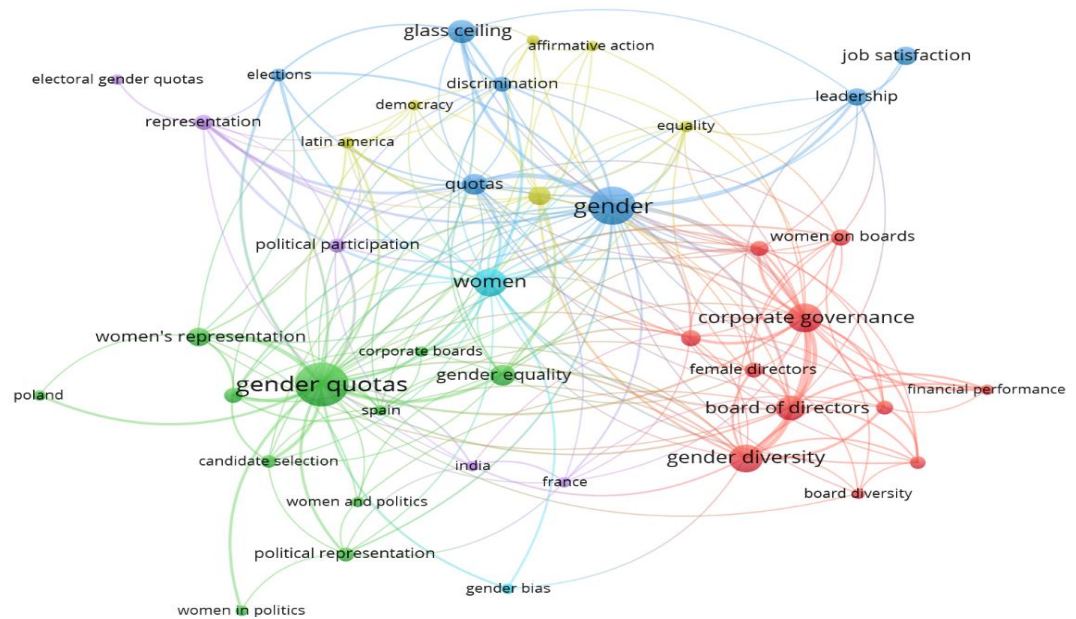 glass ceiling
affirmative action
job satisfaction
electoral gender quotas
elections
discrimination
leadership
democracy
representation
equality
latin america
quotas
gender
political participation
women on boards
women
corporate governance
women's representation
corporate boards
gender equality
female directors
gender quotas
financial performance
poland
spain
board of directors
candidate selection
india
gender diversity
france
board diversity
women and politics
political representation
gender bias
women in politics